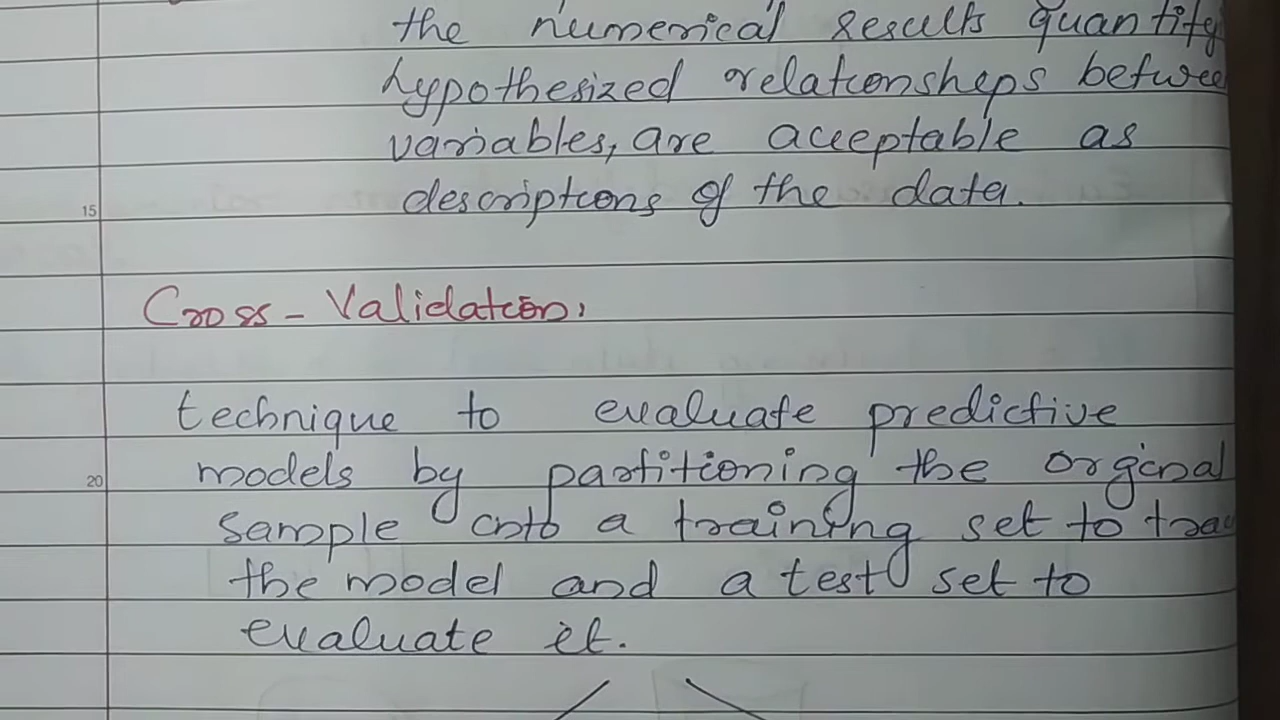 the numerical results quantify
hypothesized relationships betwee
variables, are acceptable as
descriptions of the data.
15
Cross - Validation:
technique to evaluate predictive
20
models by partitioning the orginal
sample into a training set to tra
the model and a test set to
evaluate it.